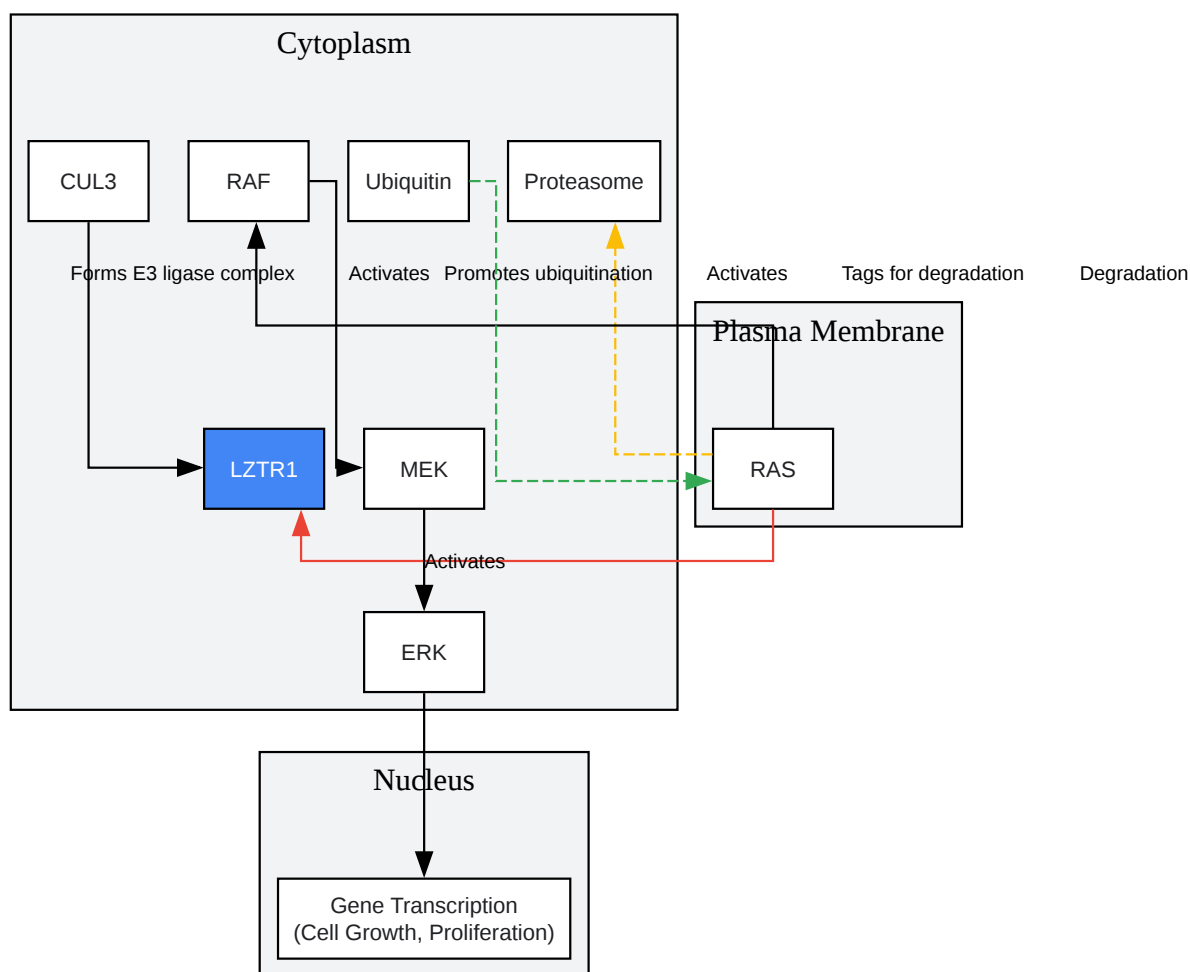 Cytoplasm
CUL3
RAF
Ubiquitin
Proteasome
Forms E3 ligase complex
Activates
Promotes ubiquitination
Activates
Tags for degradation
Degradation
Plasma Membrane
LZTR1
MEK
RAS
Activates
ERK
Nucleus
Gene Transcription
(Cell Growth, Proliferation)